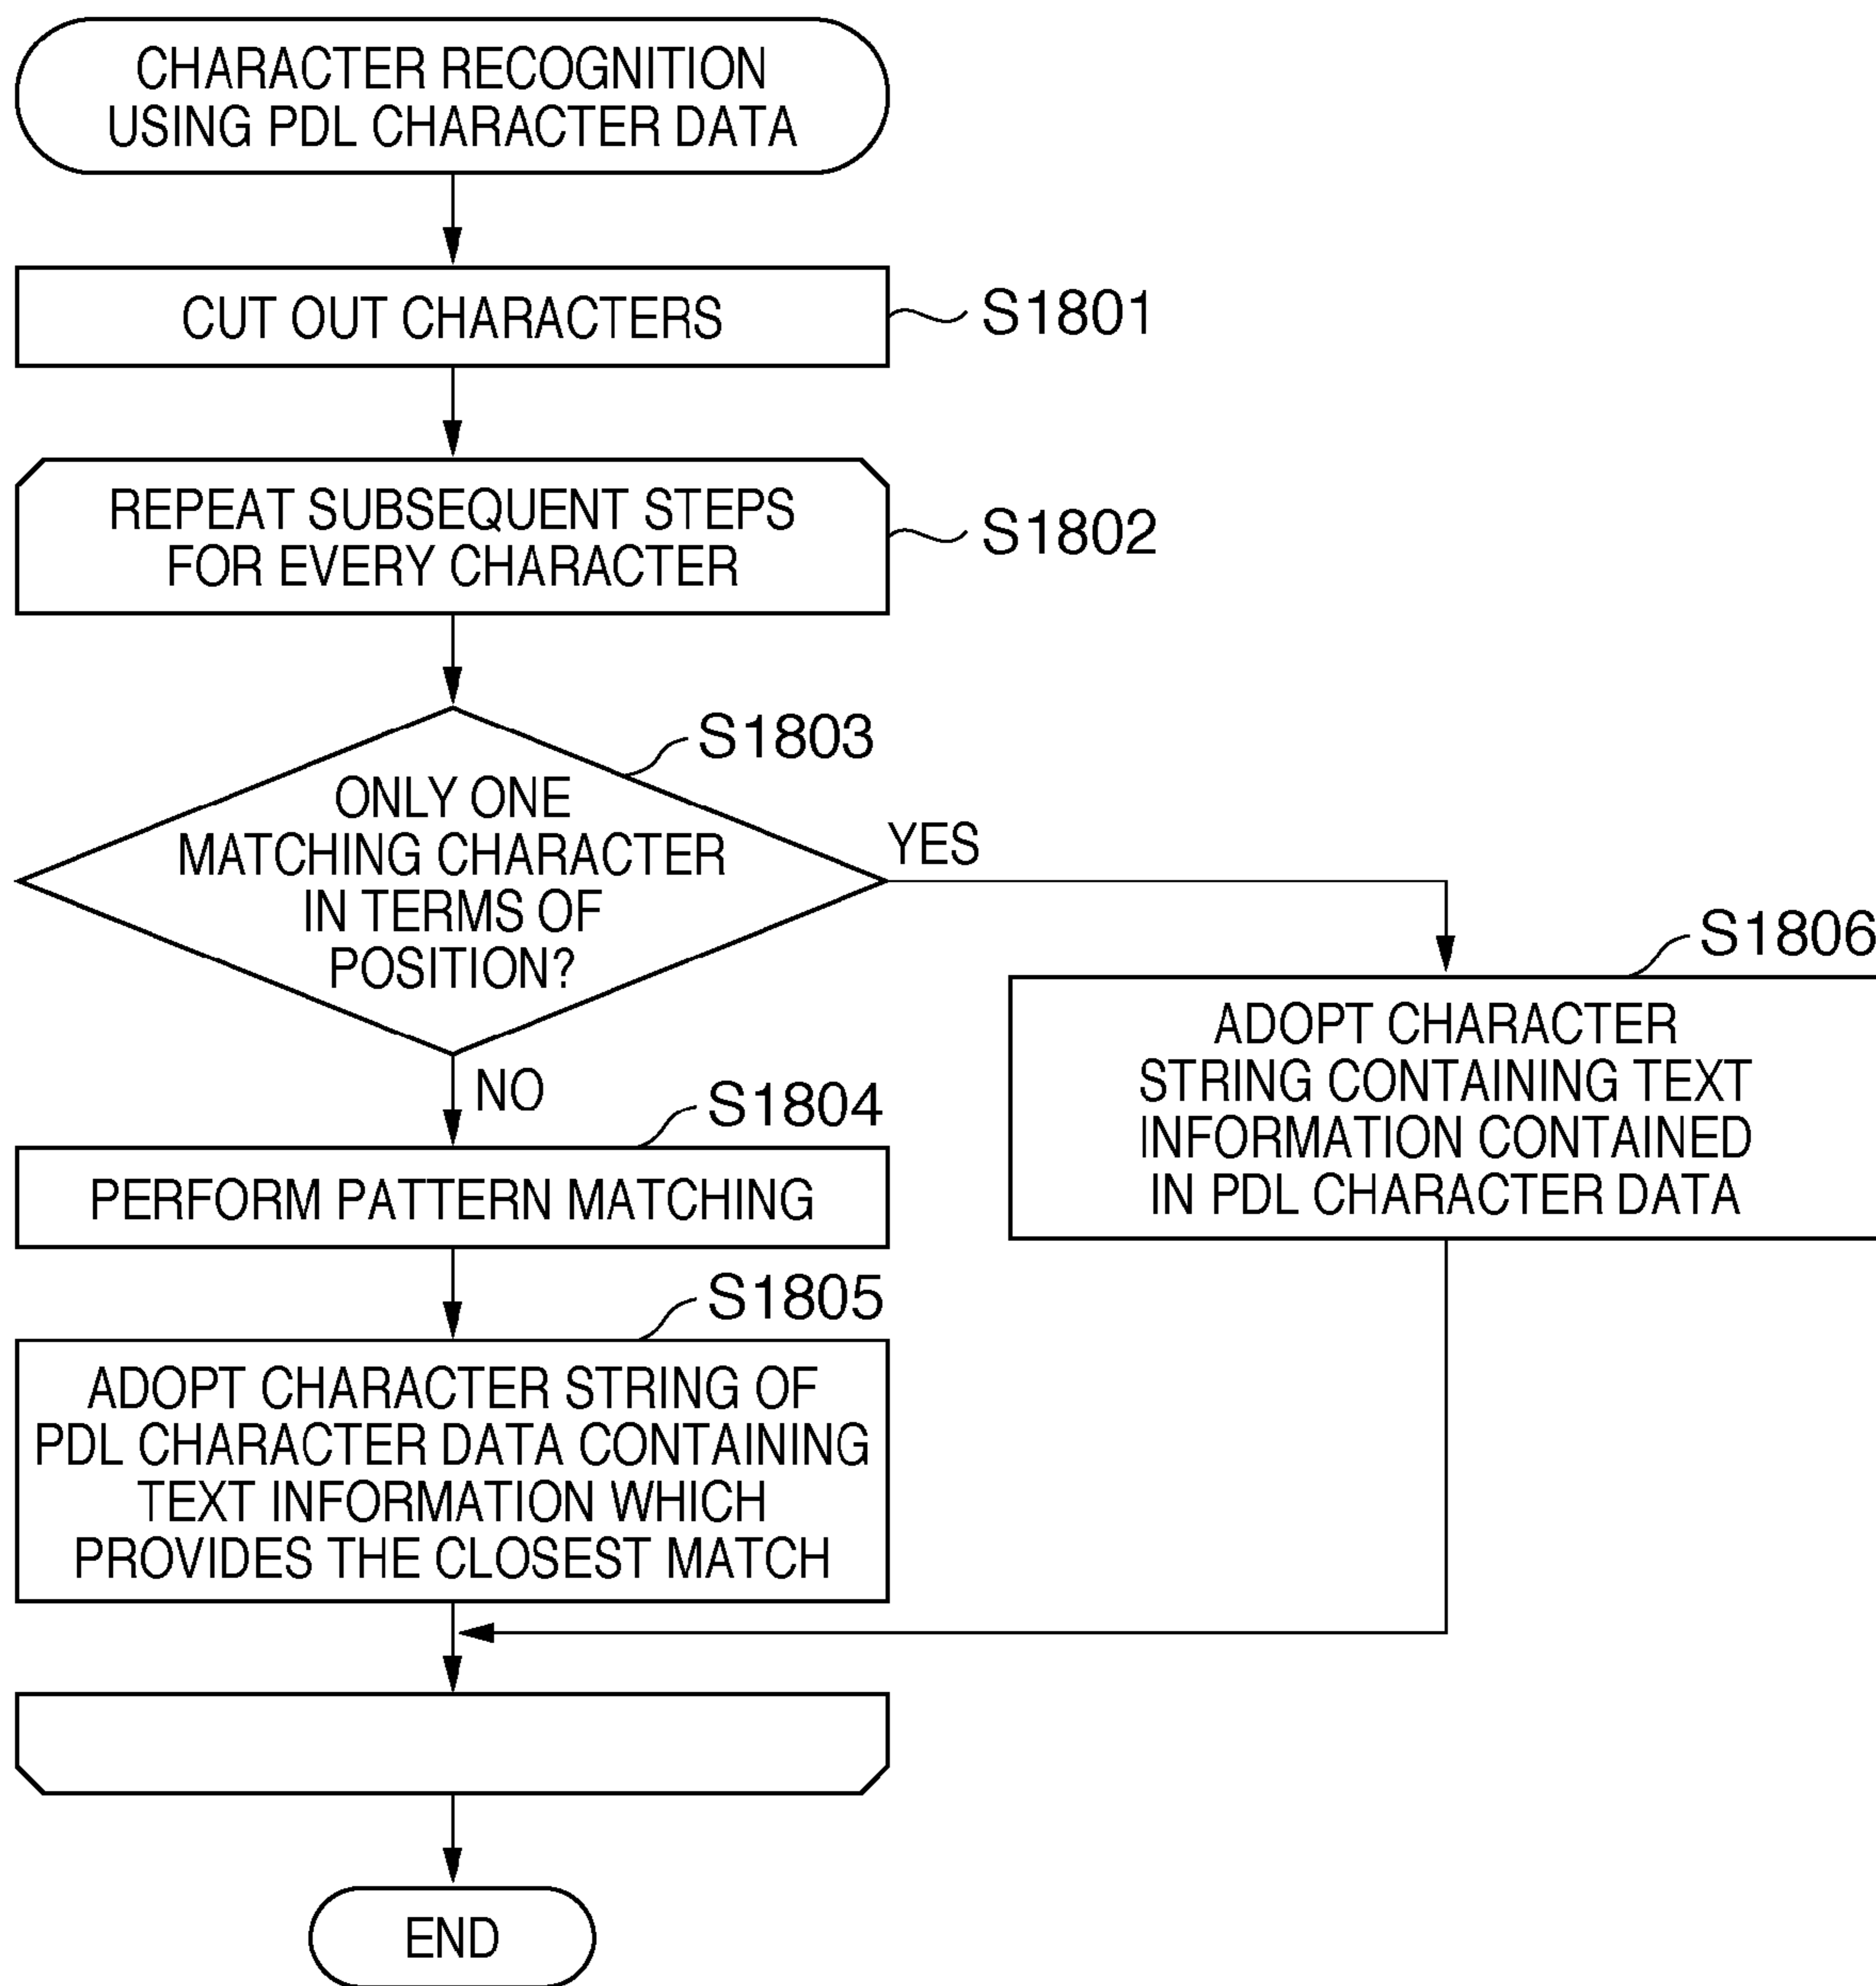 CHARACTER RECOGNITION
USING PDL CHARACTER DATA
CUT OUT CHARACTERS
S1801
REPEAT SUBSEQUENT STEPS
FOR EVERY CHARACTER
S1802
S1803
ONLY ONE
MATCHING CHARACTER
IN TERMS OF
POSITION?
YES
NO
S1806
ADOPT CHARACTER
STRING CONTAINING TEXT
INFORMATION CONTAINED
IN PDL CHARACTER DATA
S1804
PERFORM PATTERN MATCHING
S1805
ADOPT CHARACTER STRING OF
PDL CHARACTER DATA CONTAINING
TEXT INFORMATION WHICH
PROVIDES THE CLOSEST MATCH
END